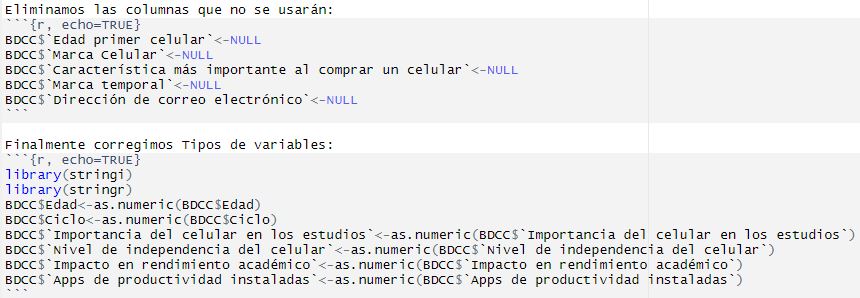 Eliminamos las columnas que no se usarán:
```{r, echo=TRUE}
BDCC$`Edad primer celular`<-NULL
BDCC$`Marca Celular`<-NULL
BDCC$`Característica más importante al comprar un celular`<-NULL
BDCC$`Marca temporal`<-NULL
BDCC$`Dirección de correo electrónico`<-NULL
```
Finalmente corregimos Tipos de variables:
```{r, echo=TRUE}
library(stringi)
library(stringr)
BDCC$Edad<-as.numeric(BDCC$Edad)
BDCC$Ciclo<-as.numeric(BDCC$Ciclo)
BDCC$`Importancia del celular en los estudios`<-as.numeric(BDCC$`Importancia del celular en los estudios`)
BDCC$`Nivel de independencia del celular`<-as.numeric(BDCC$`Nivel de independencia del celular`)
BDCC$`Impacto en rendimiento académico`<-as.numeric(BDCC$`Impacto en rendimiento académico`)
BDCC$`Apps de productividad instaladas`<-as.numeric(BDCC$`Apps de productividad instaladas`)
```